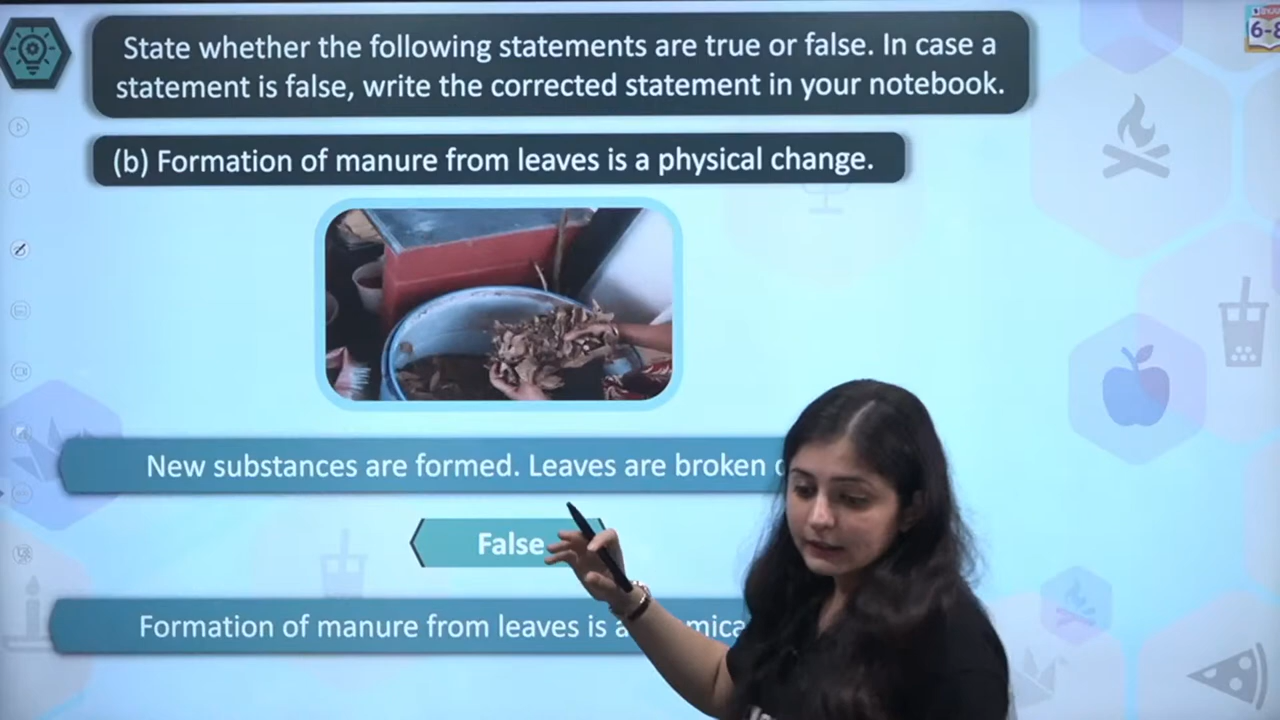 State whether the following statements are true or false. In case a
statement is false, write the corrected statement in your notebook.
6-8
(b) Formation of manure from leaves is a physical change.
New substances are formed. Leaves are broken
False
Formation of manure from leaves is a